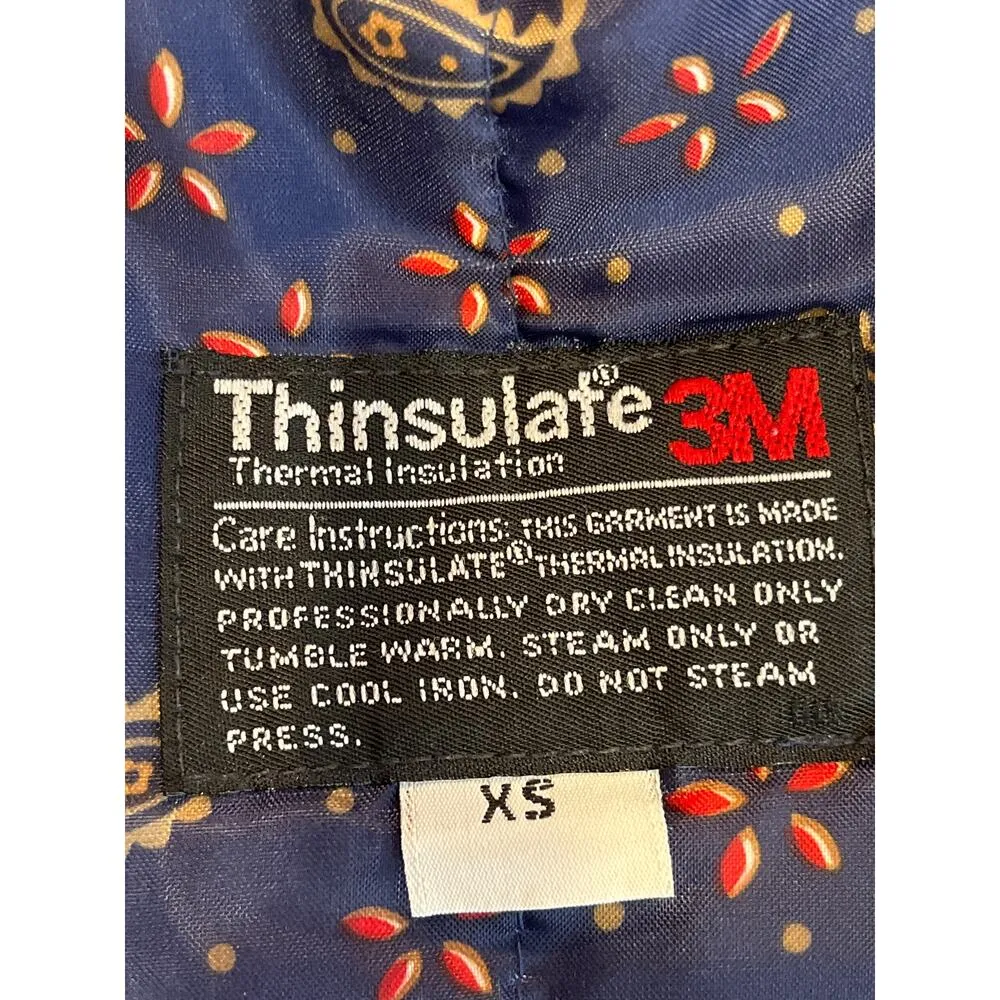 Thinsulate® 3M
Thermal Insulation
Care Instructions: THIS GARMENT IS MADE
WITH THINSULATE® THERMAL INSULATION.
PROFESSIONALLY DRY CLEAN ONLY
TUMBLE WARM. STEAM ONLY OR
USE COOL IRON. DO NOT STEAM
PRESS.
XS